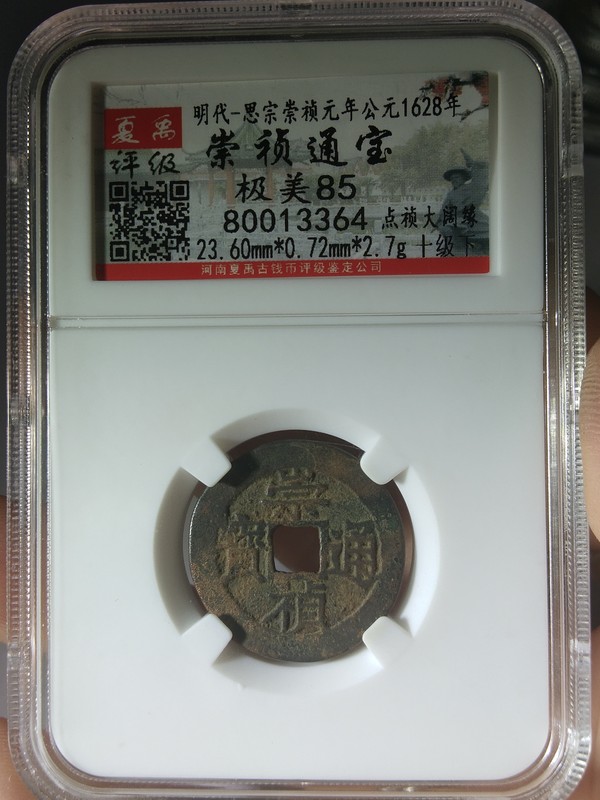 明代-思宗崇祯元年公元1628年
夏禹
评级
崇祯通宝
极美85
80013364 点祯大阔缘
23.60mm*0.72mm*2.7g 十级下
河南夏禹古钱币评级鉴定公司
崇
寶 通
祯